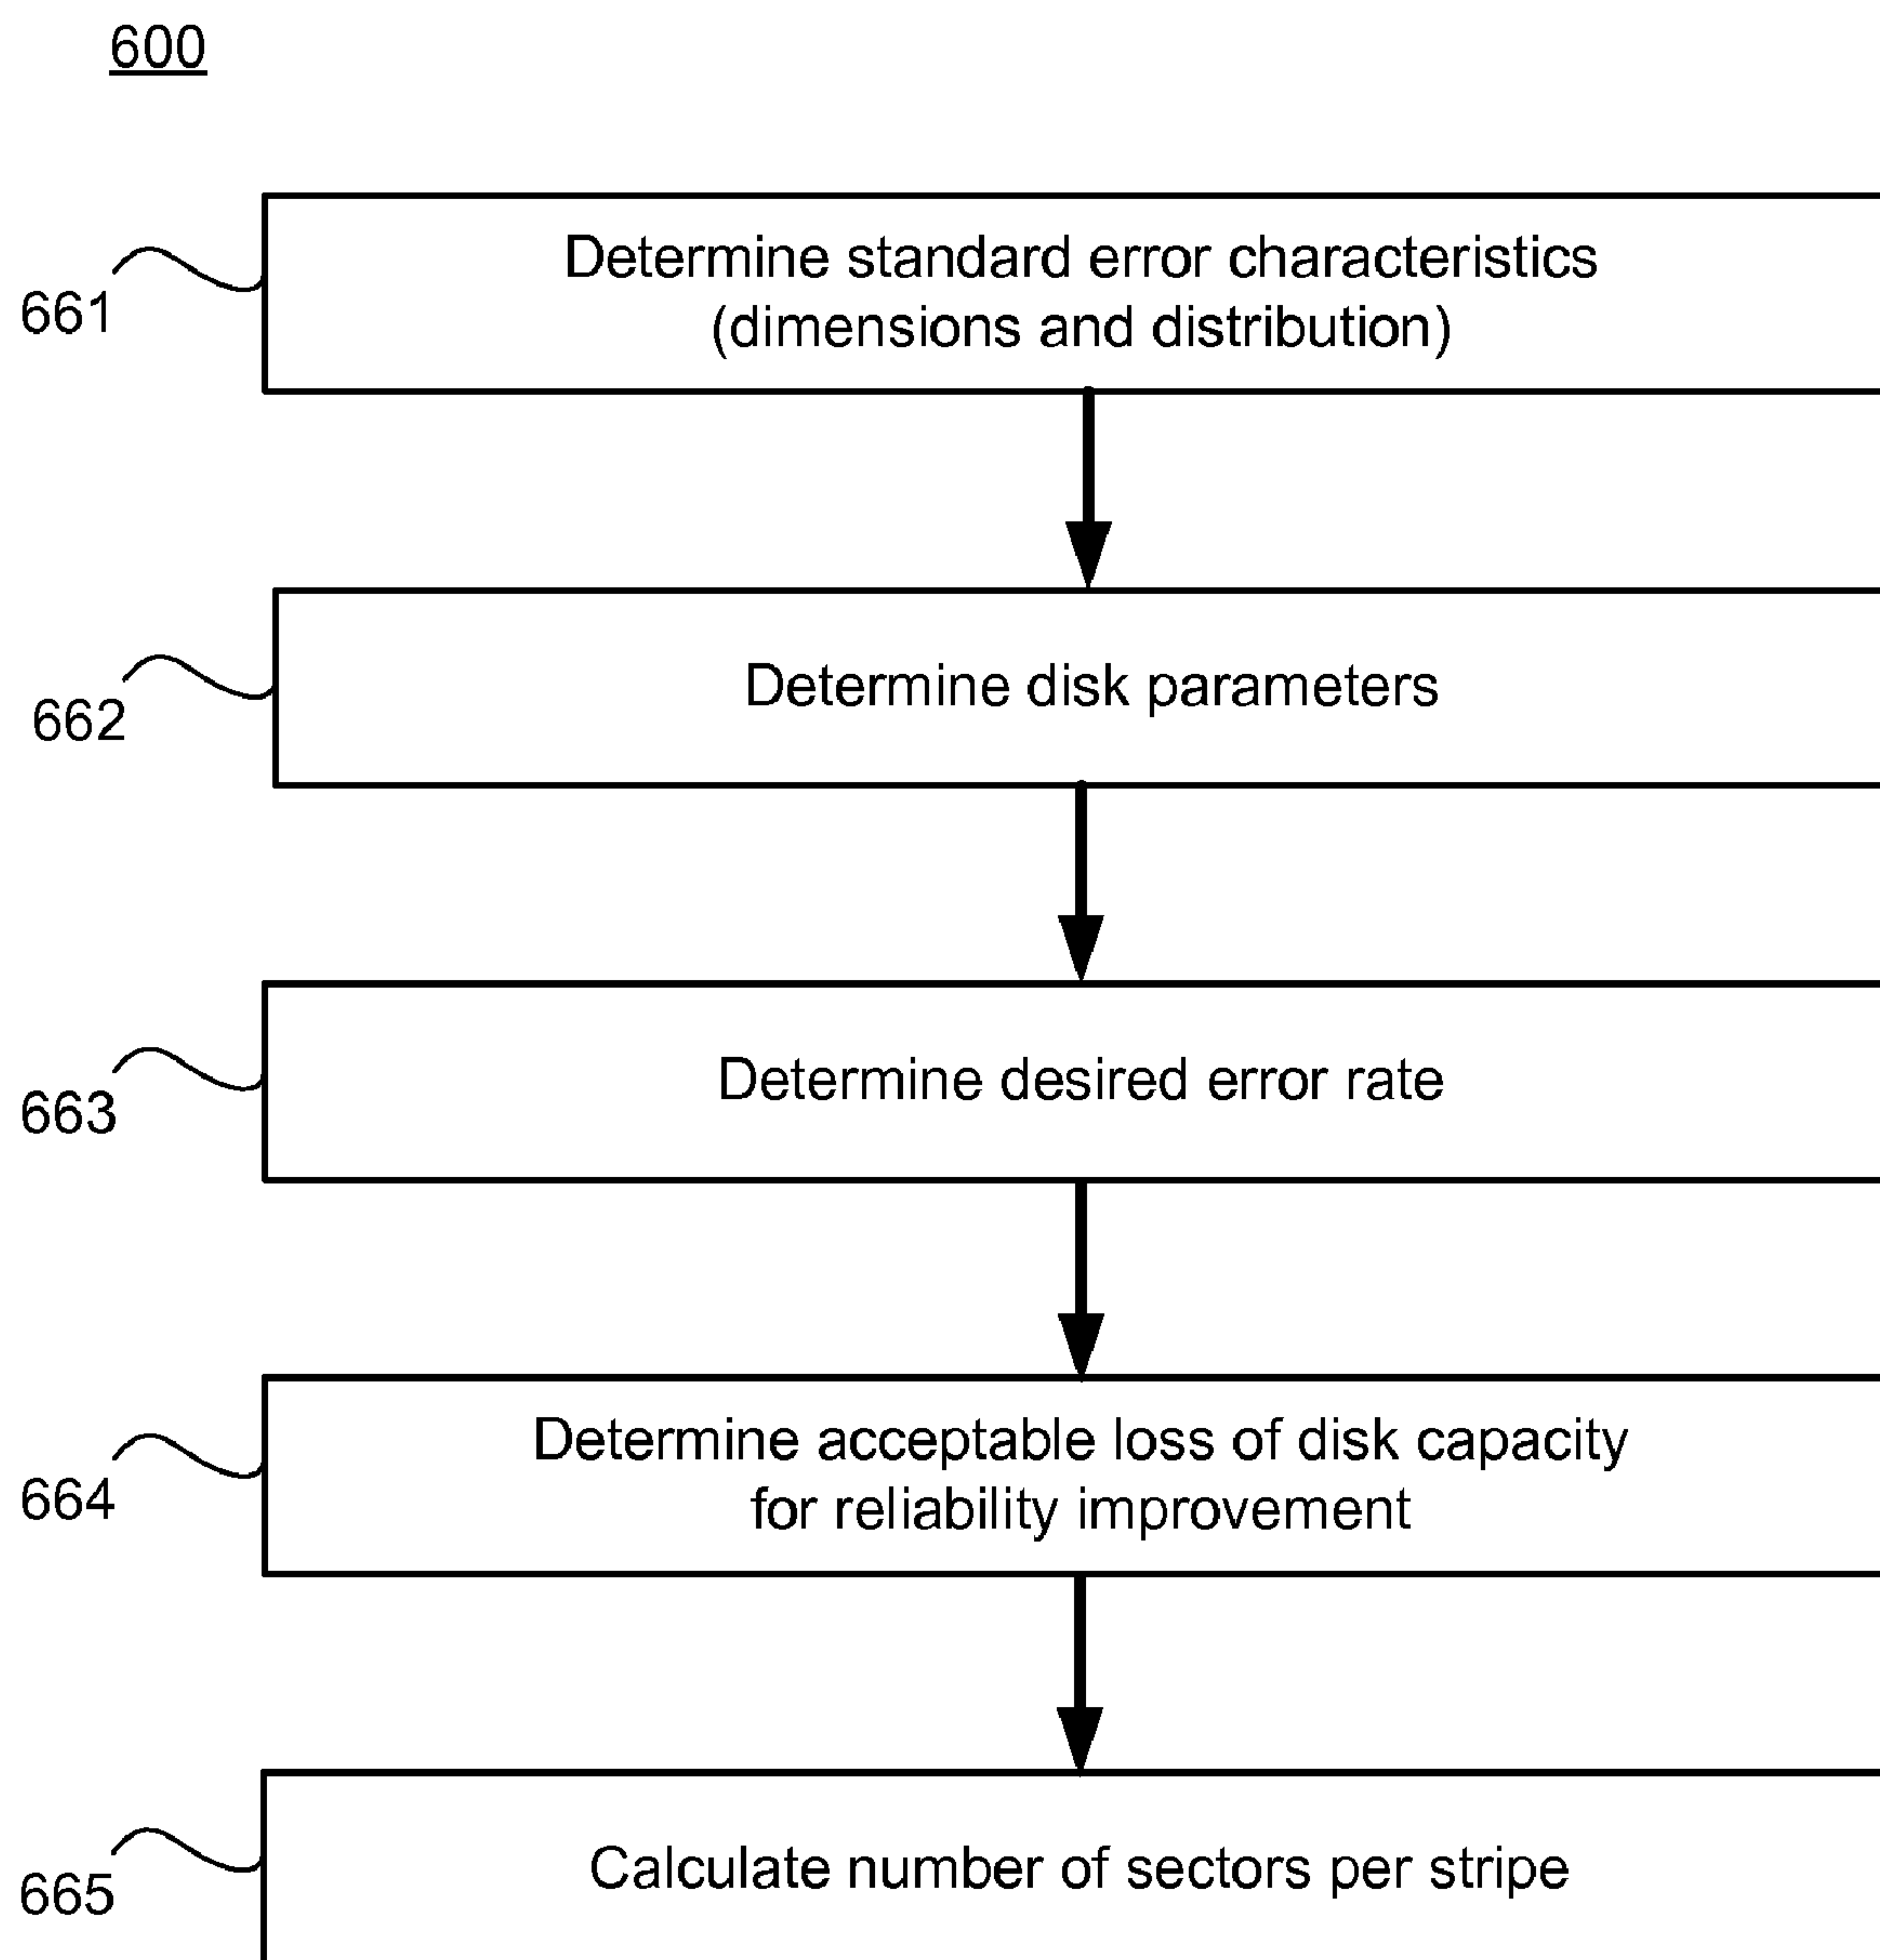 600
Determine standard error characteristics
(dimensions and distribution)
661
Determine disk parameters
662
Determine desired error rate
663
Determine acceptable loss of disk capacity
for reliability improvement
664
Calculate number of sectors per stripe
665